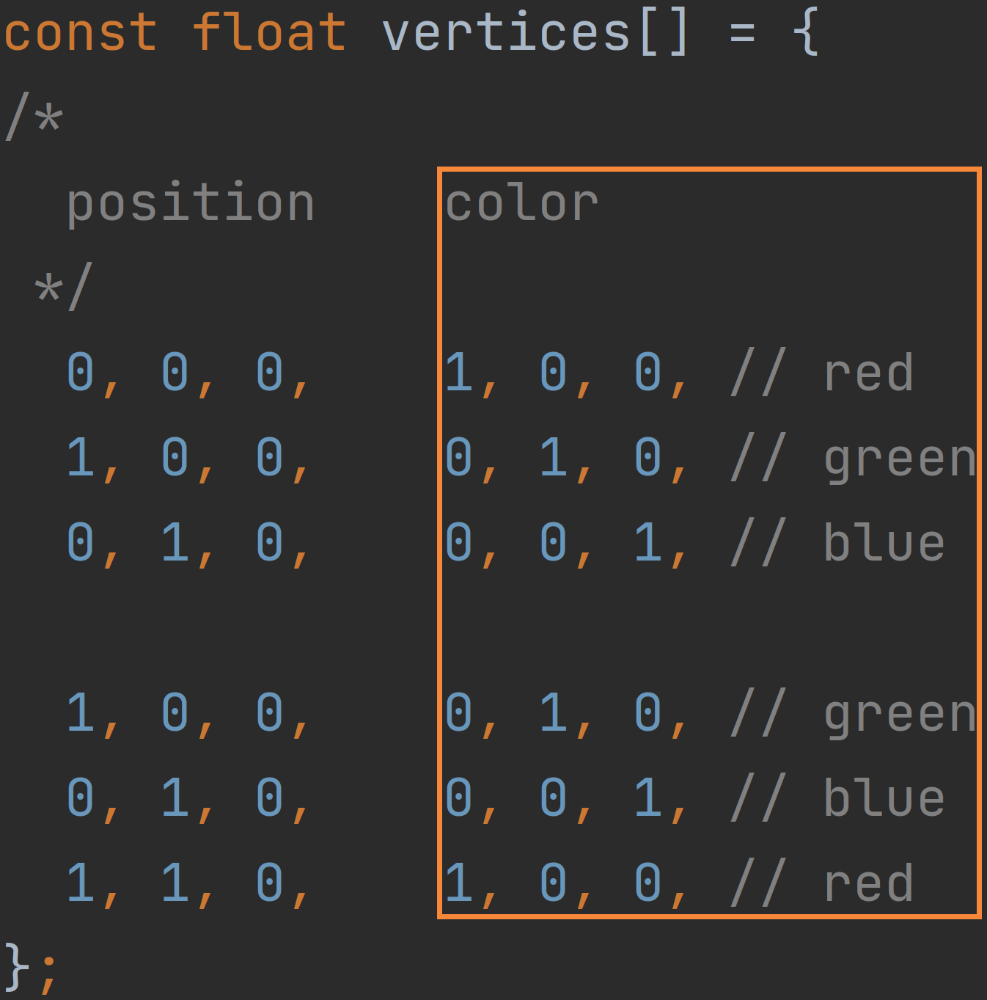 const float vertices[] = {
/*
  position    color
 */
  0, 0, 0,    1, 0, 0, // red
  1, 0, 0,    0, 1, 0, // green
  0, 1, 0,    0, 0, 1, // blue

  1, 0, 0,    0, 1, 0, // green
  0, 1, 0,    0, 0, 1, // blue
  1, 1, 0,    1, 0, 0, // red
};